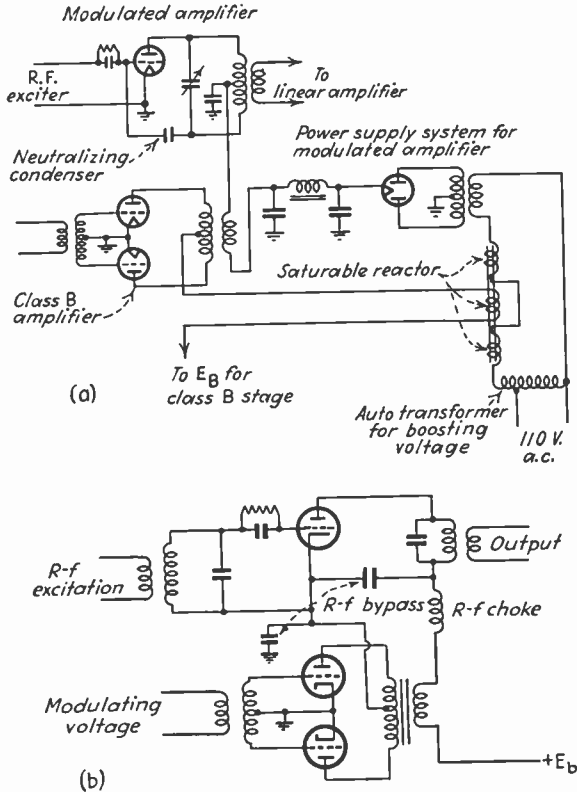 Modulated amplifier
R.F.
exciter
To
linear amplifier
Neutralizing
condenser
Power supply system for
modulated amplifier
Class B
amplifier
Saturable reactor
(a)
To E_B for
class B stage
Auto transformer
for boosting
voltage
110 V.
a.c.
R-f
excitation
Output
R-f bypass
R-f choke
Modulating
voltage
+E_b
(b)